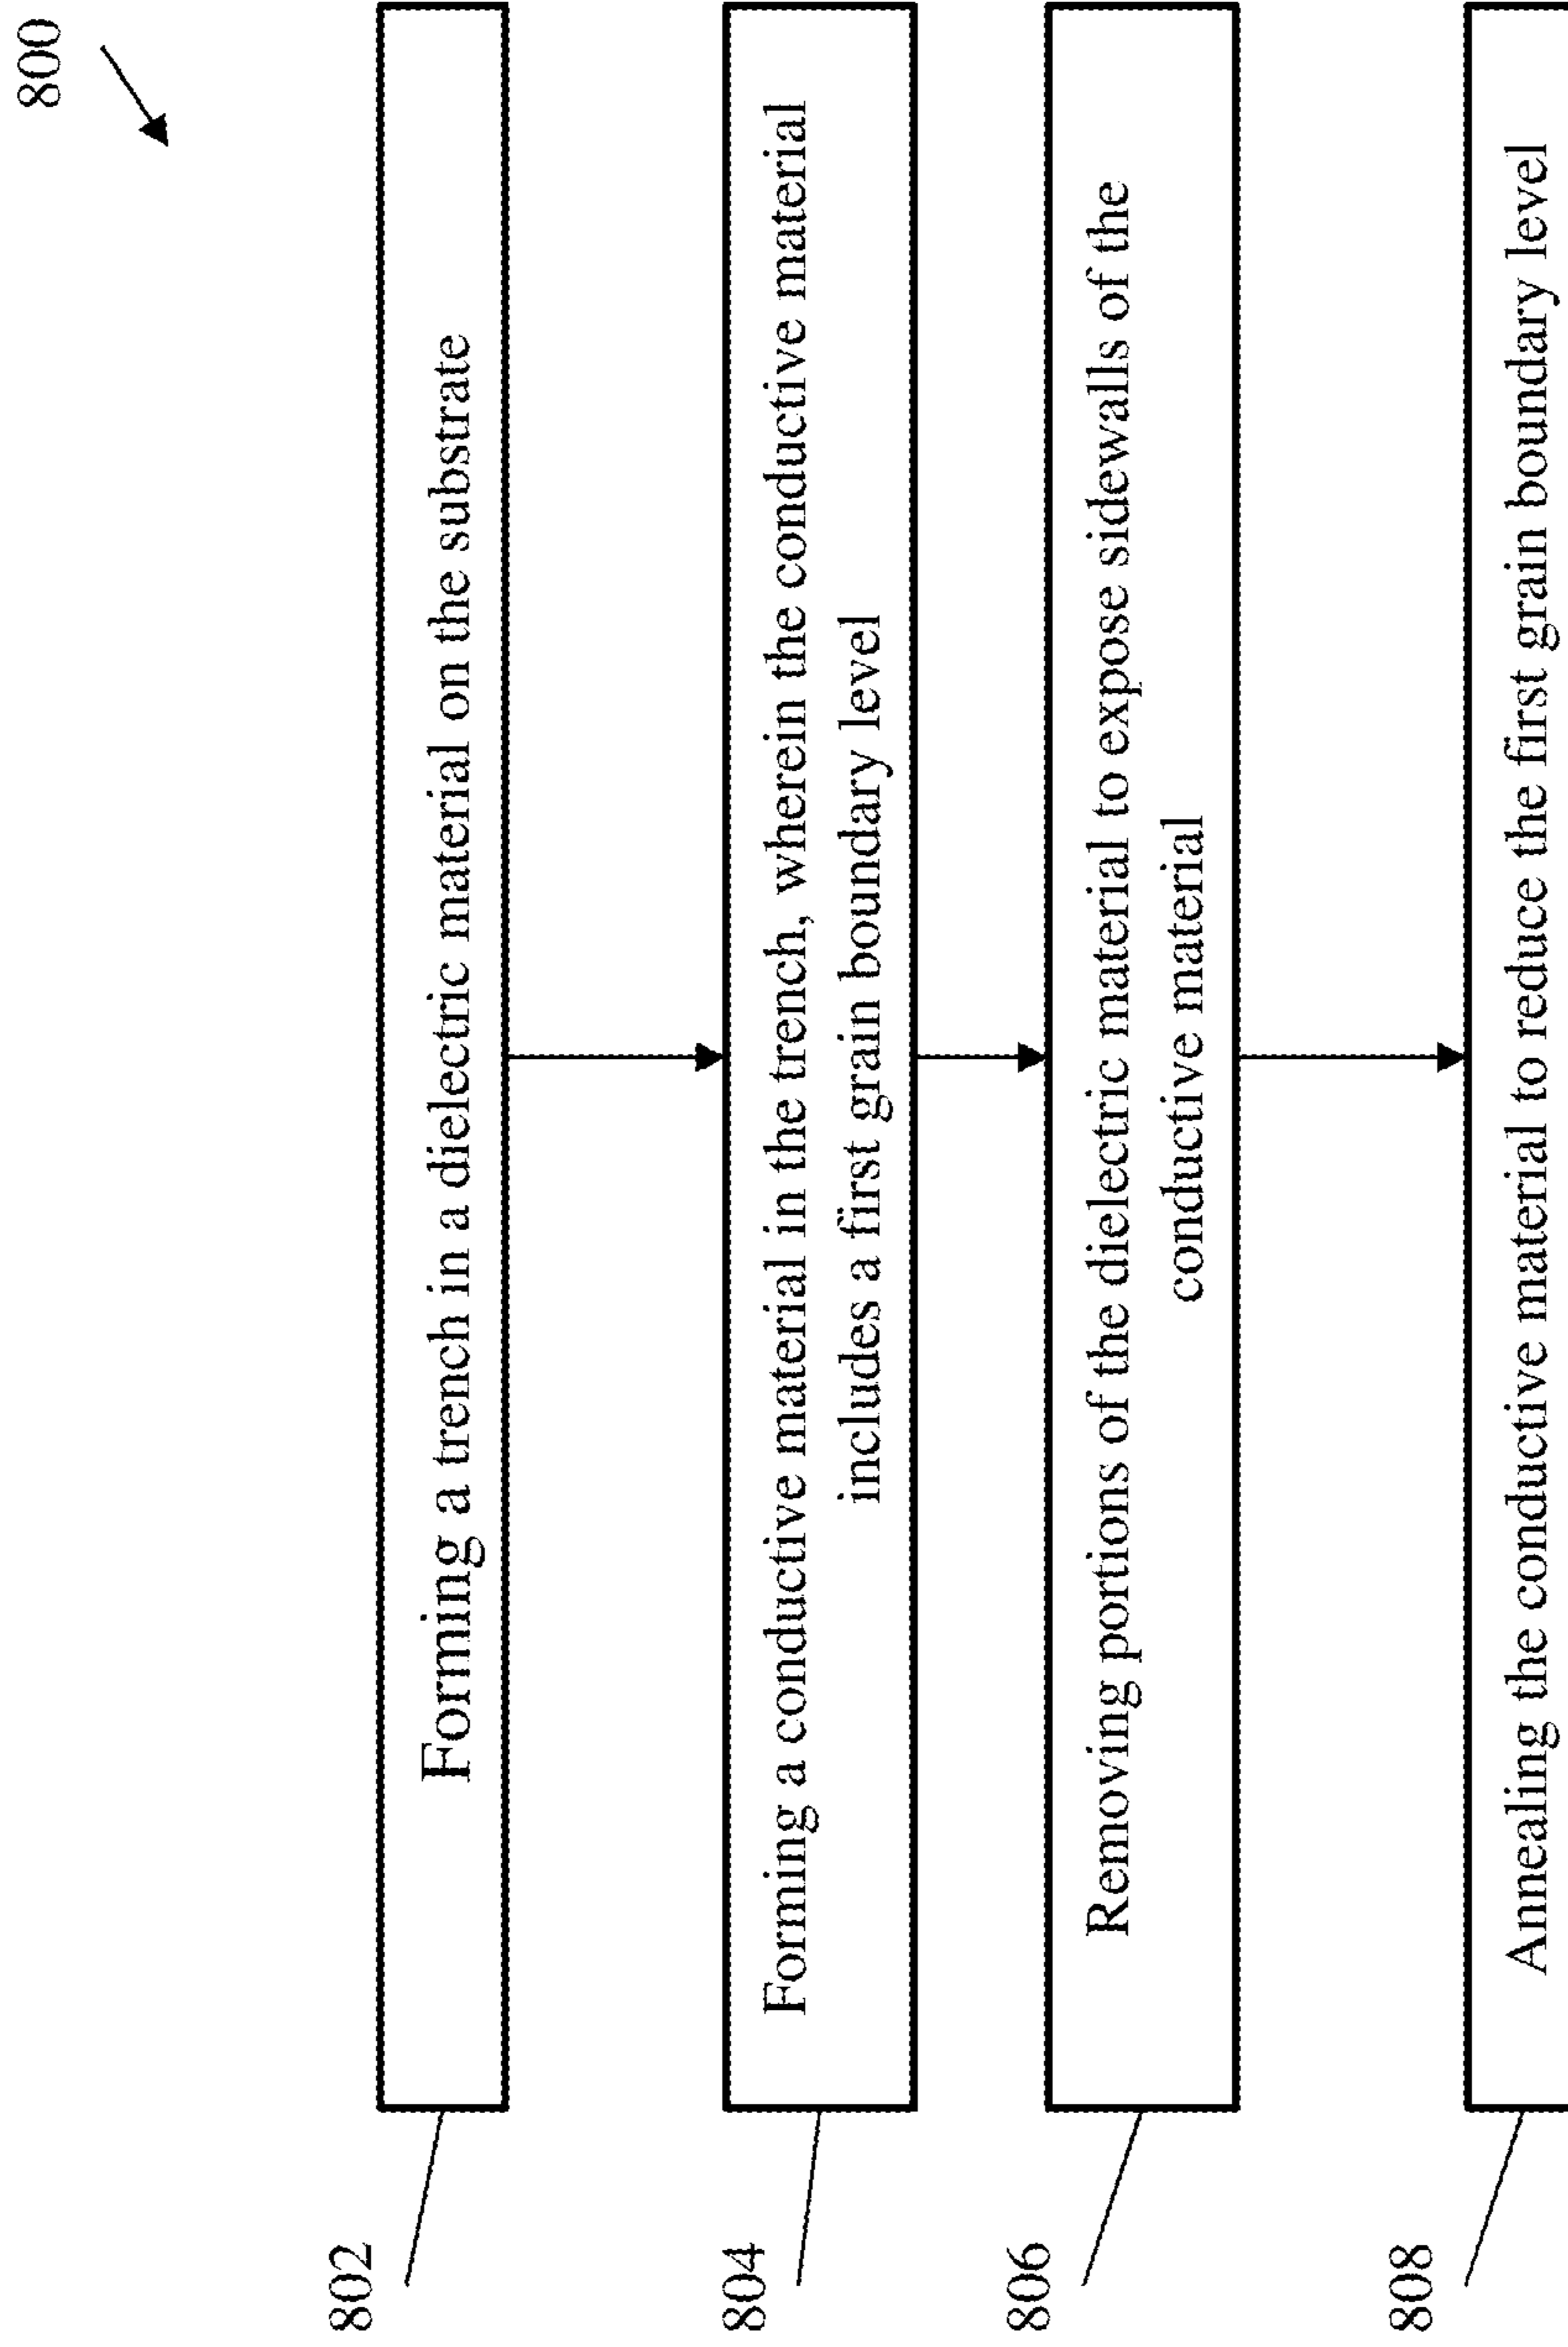 800
802
Forming a trench in a dielectric material on the substrate
804
Forming a conductive material in the trench, wherein the conductive material
includes a first grain boundary level
806
Removing portions of the dielectric material to expose sidewalls of the
conductive material
808
Annealing the conductive material to reduce the first grain boundary level